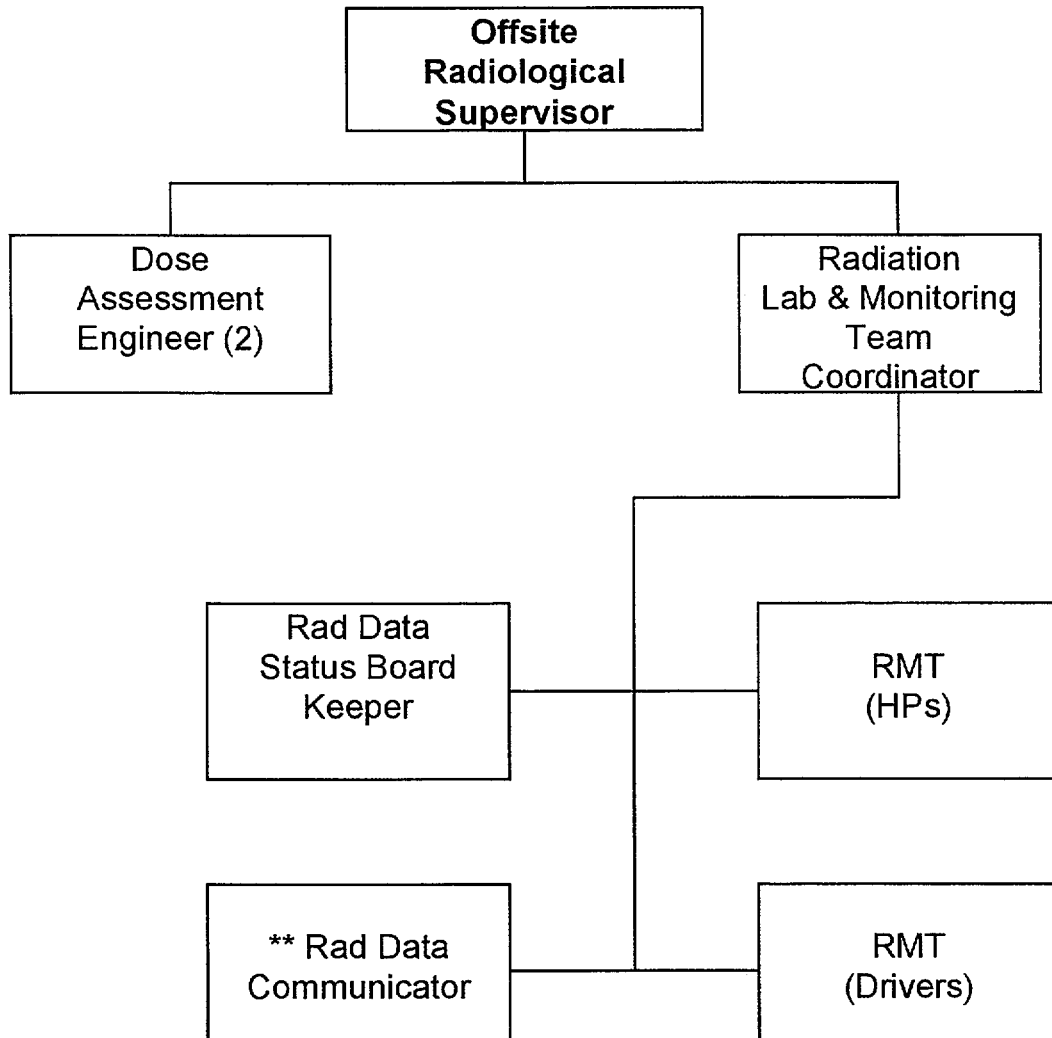 Offsite
Radiological
Supervisor
Dose
Assessment
Engineer (2)
Radiation
Lab & Monitoring
Team
Coordinator
Rad Data
Status Board
Keeper
RMT
(HPs)
** Rad Data
Communicator
RMT
(Drivers)